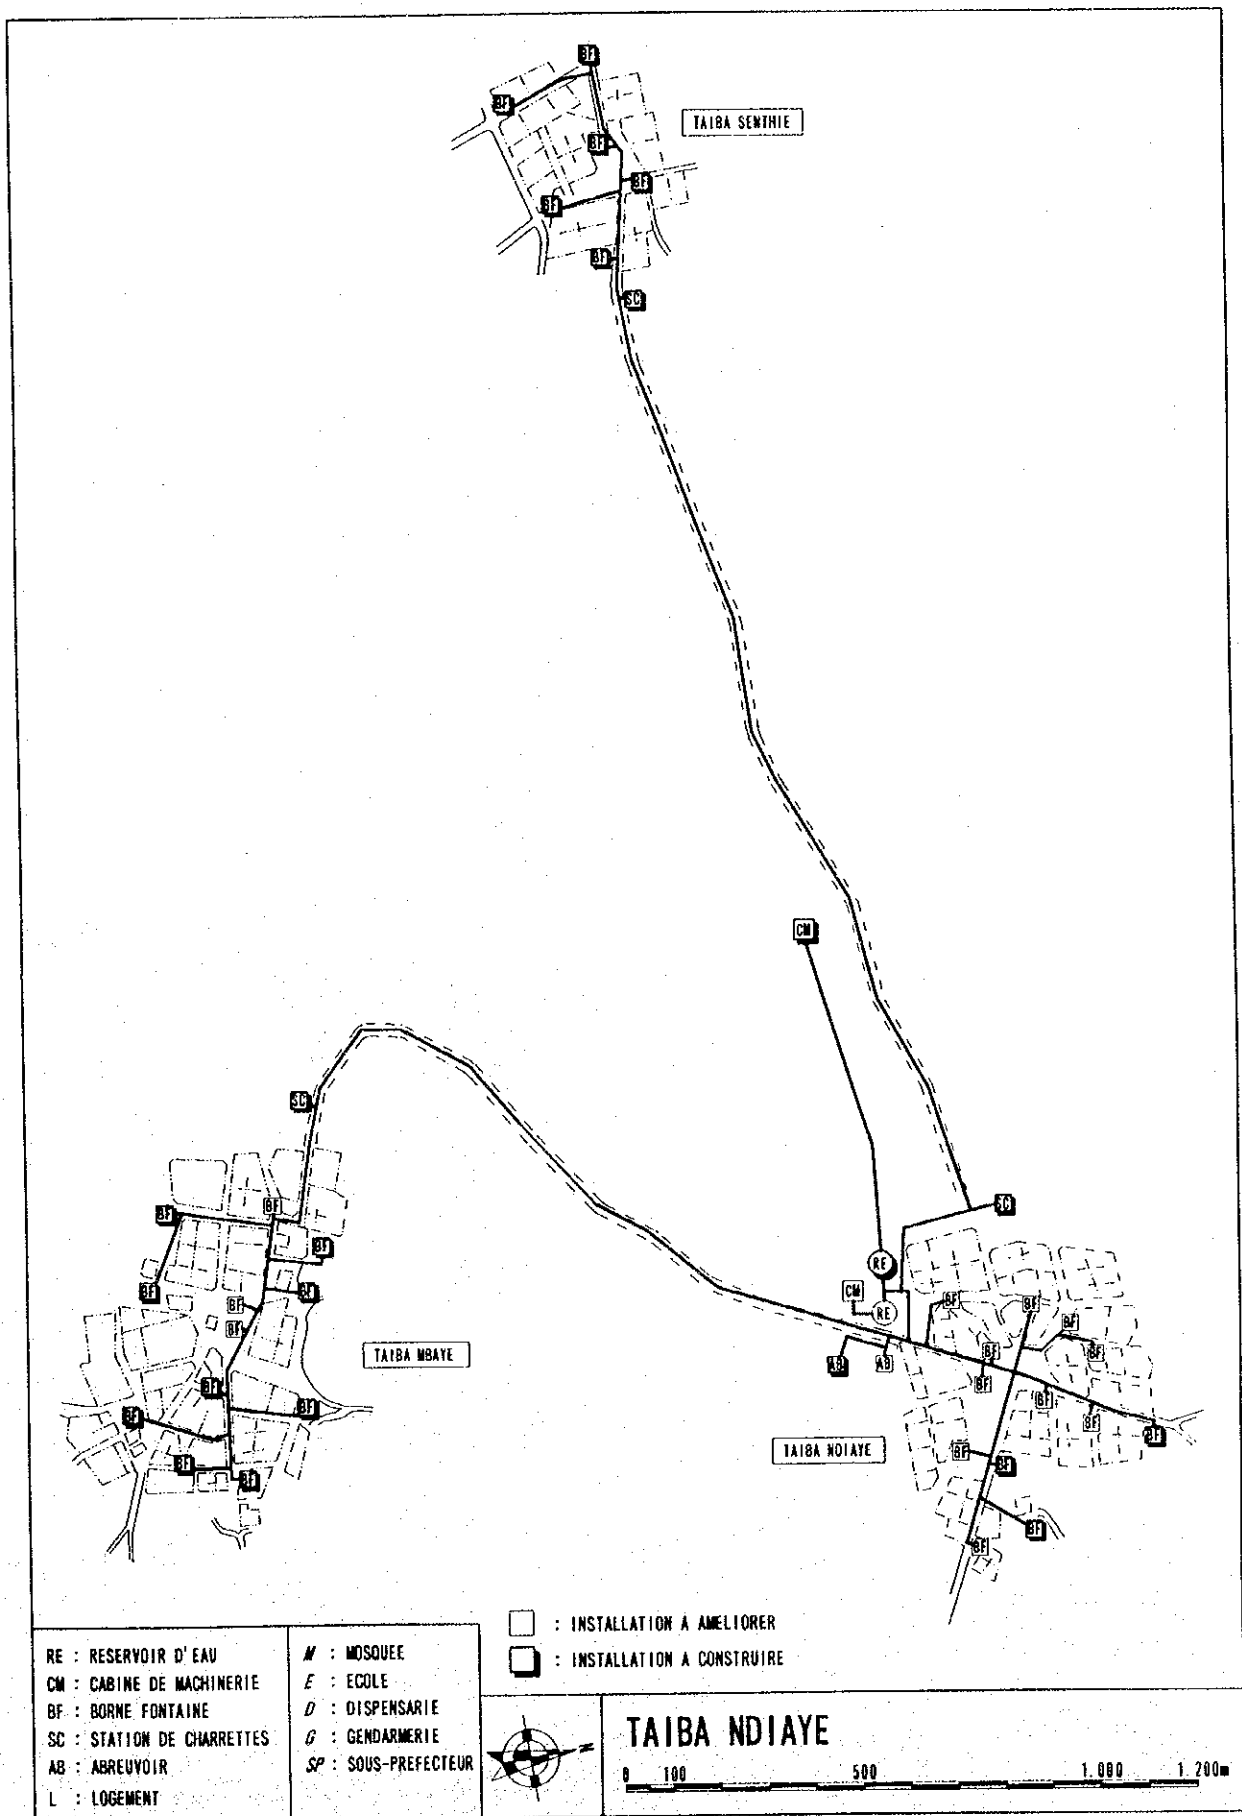 BF
BF
TAIBA SENTHIE
BF
BF
BF
BF
SC
CM
SC
SC
BF
BF
BF
RE
BF
BF
CM
BF
BF
BF
RE
BF
BF
BF
BF
TAIBA MBAYE
AB
AB
BF
BF
BF
BF
BF
BF
BF
BF
TAIBA NDIAYE
BF
BF
BF
BF
BF
BF
: INSTALLATION A AMELIORER
: INSTALLATION A CONSTRUIRE
RE : RESERVOIR D'EAU
CM : CABINE DE MACHINERIE
BF : BORNE FONTAINE
SC : STATION DE CHARRETTES
AB : ABREUVOIR
L : LOGEMENT
M : MOSQUEE
E : ECOLE
D : DISPENSARIE
G : GENDARMERIE
SP : SOUS-PREFECTEUR
N
TAIBA NDIAYE
0 100 500 1.000 1.200m